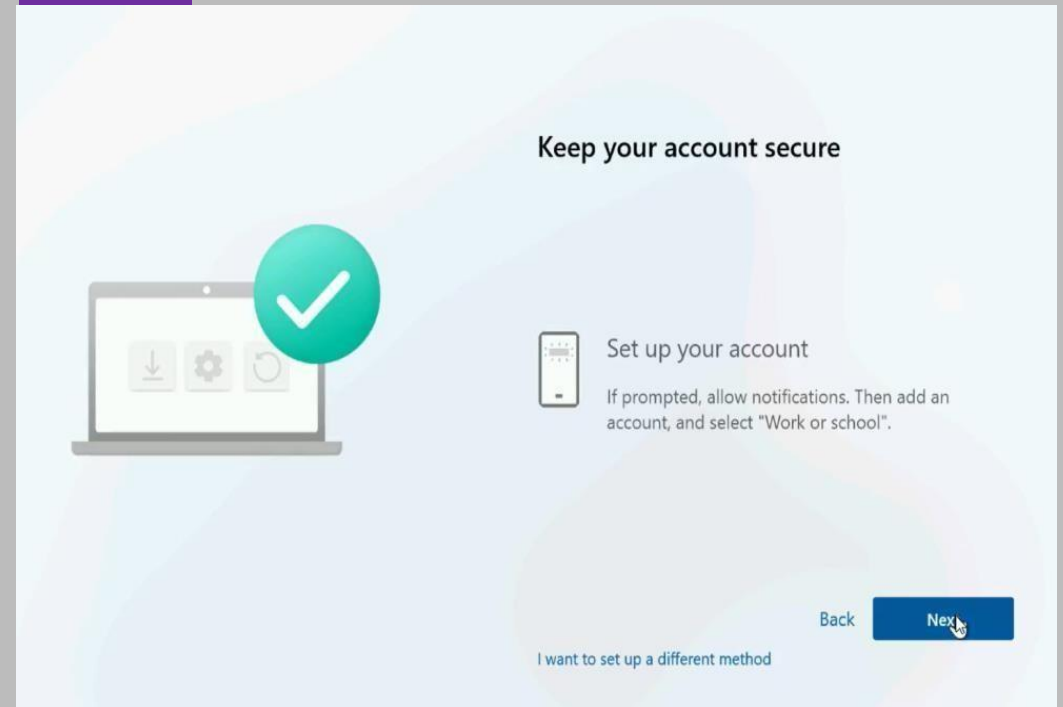 Keep your account secure
Set up your account
If prompted, allow notifications. Then add an
account, and select "Work or school".
Back
Next
I want to set up a different method